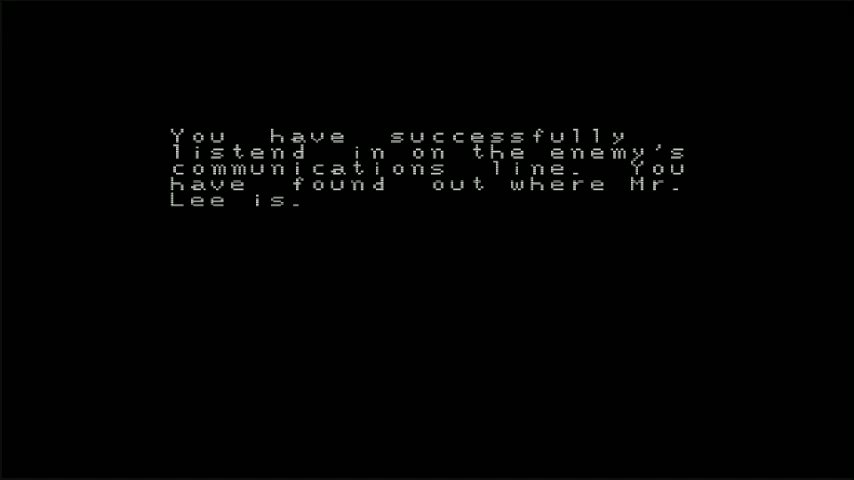 You have successfully
listend in on the enemy's
communications line. You
have found out where Mr.
Lee is.